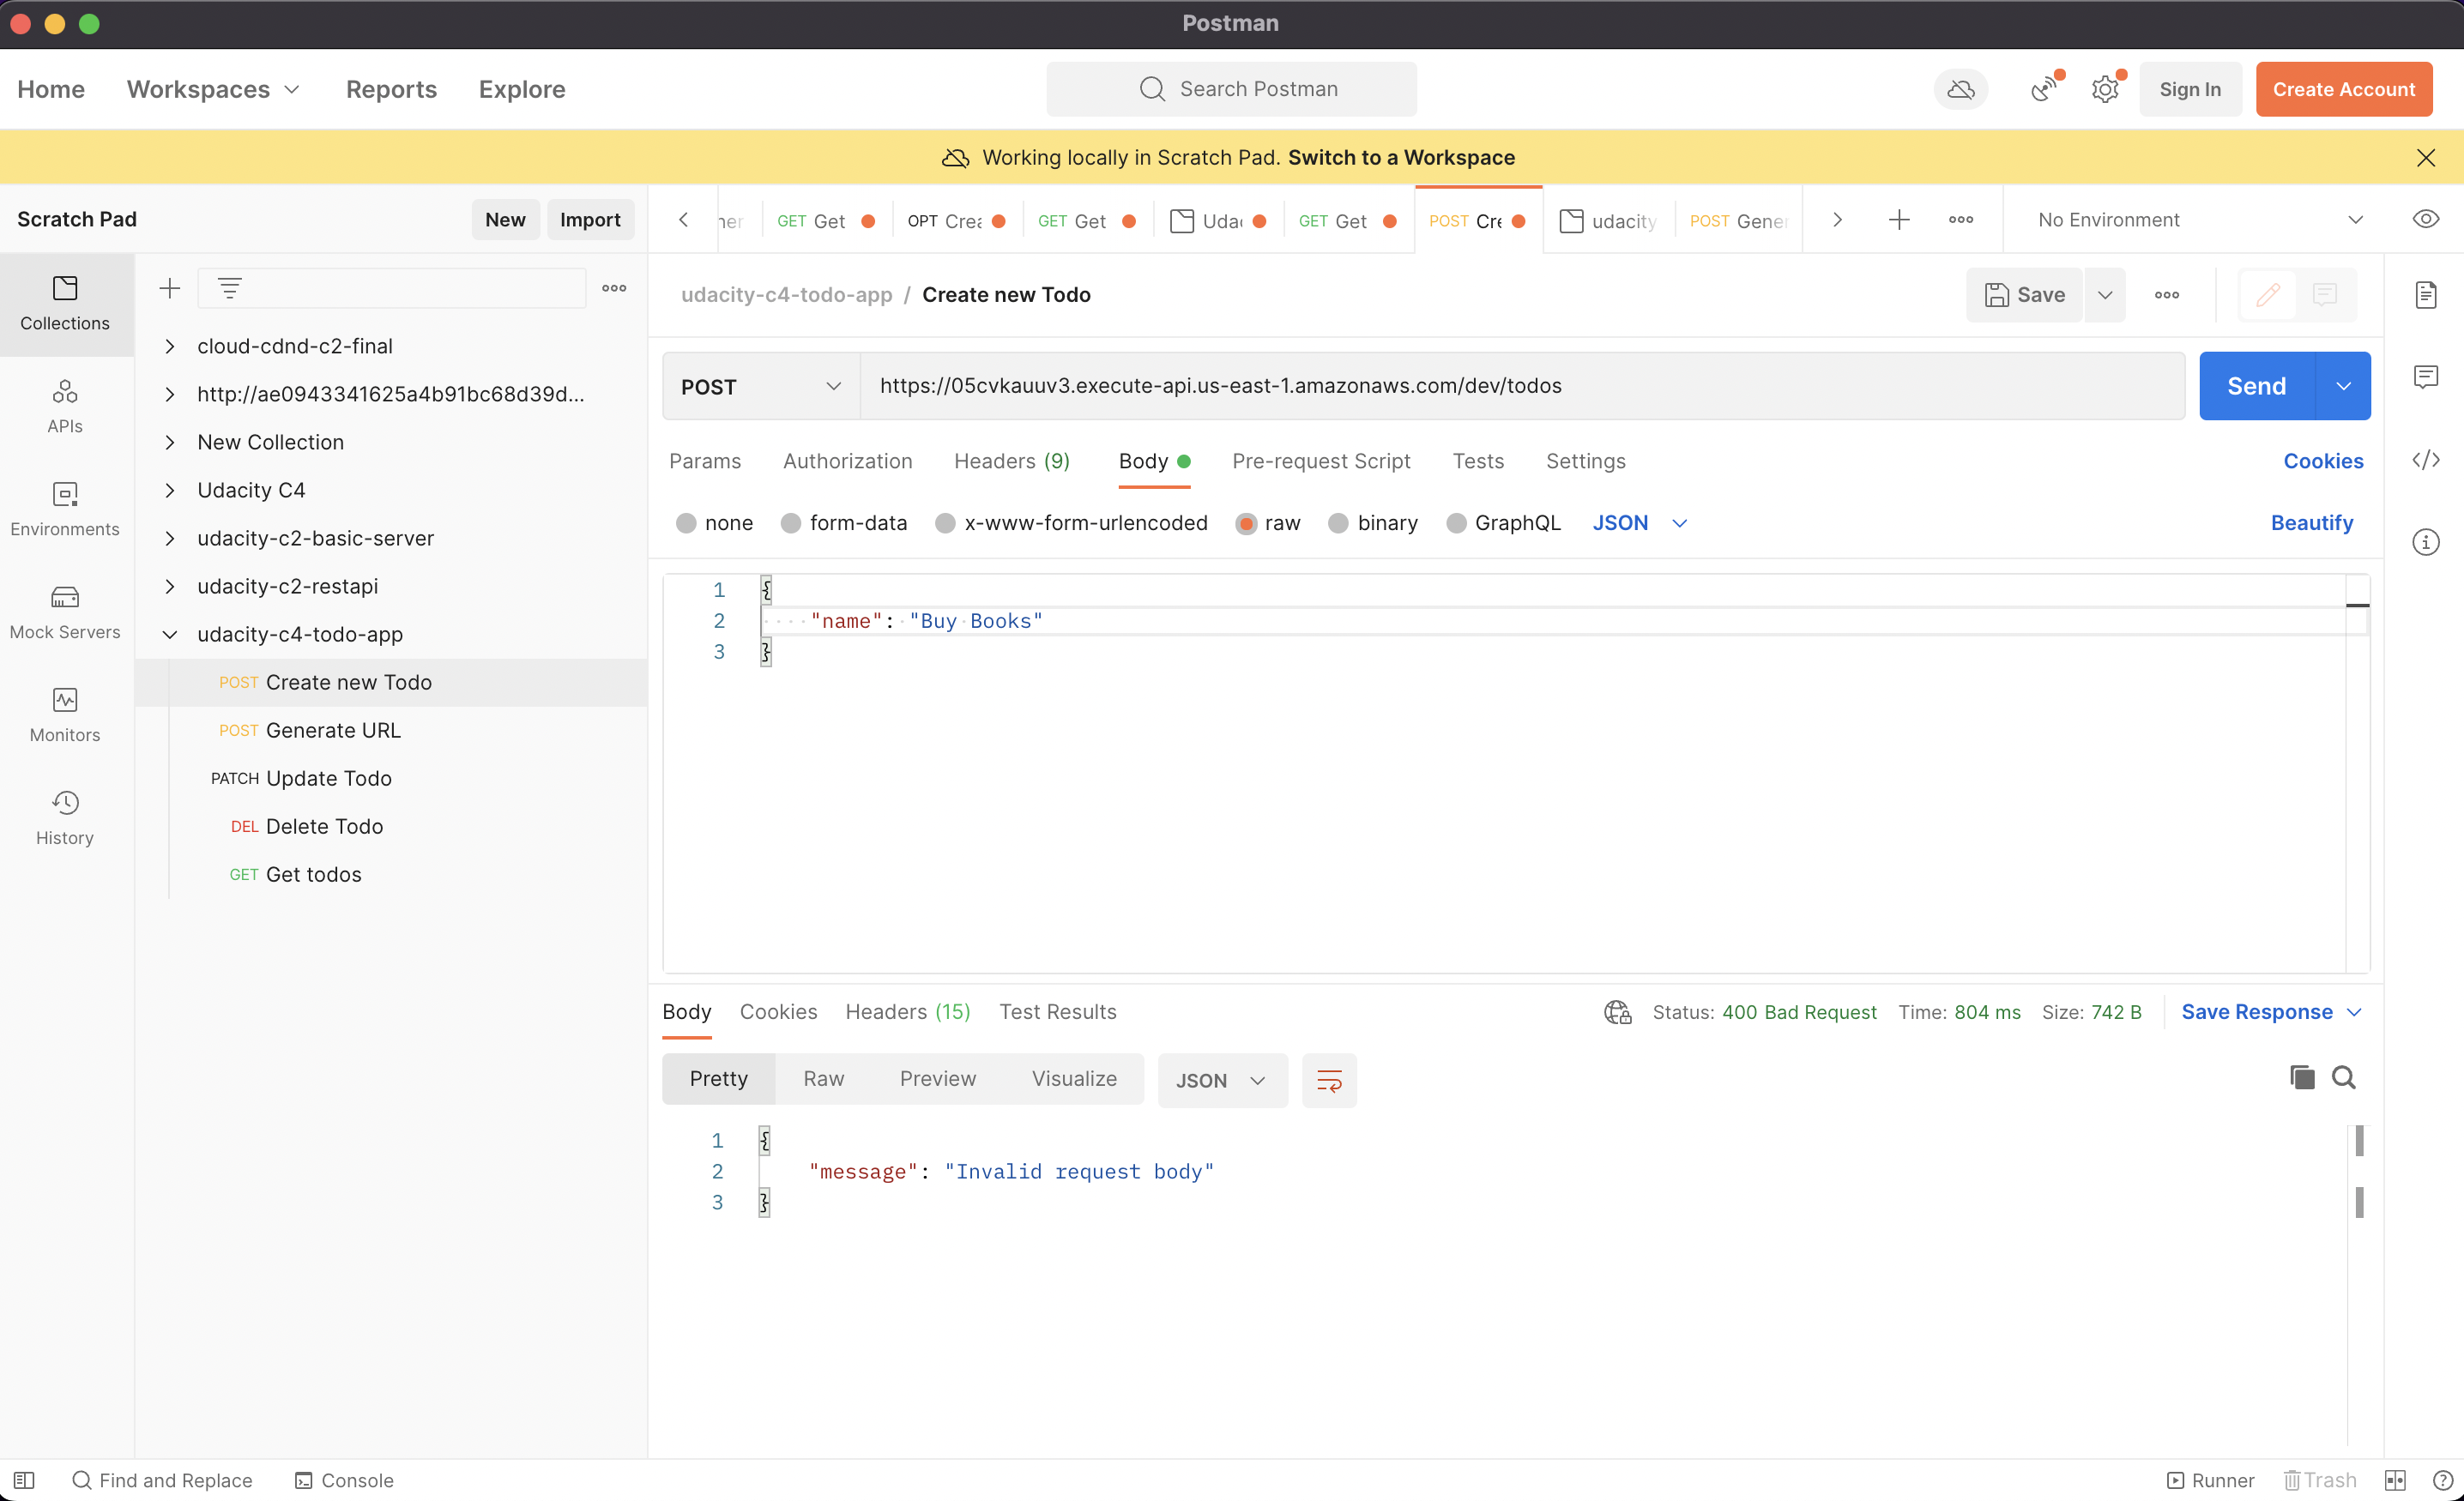 Postman
Home Workspaces Reports Explore Search Postman Sign In Create Account
Working locally in Scratch Pad. Switch to a Workspace
Scratch Pad New Import
GET Get OPT Crea GET Get Udac GET Get POST Cre udacity POST Gener No Environment
Collections
APIs
Environments
Mock Servers
Monitors
History
cloud-cdnd-c2-final
http://ae0943341625a4b91bc68d39d...
New Collection
Udacity C4
udacity-c2-basic-server
udacity-c2-restapi
udacity-c4-todo-app
POST Create new Todo
POST Generate URL
PATCH Update Todo
DEL Delete Todo
GET Get todos
udacity-c4-todo-app / Create new Todo Save
POST https://05cvkauuv3.execute-api.us-east-1.amazonaws.com/dev/todos Send
Params Authorization Headers (9) Body Pre-request Script Tests Settings Cookies
none form-data x-www-form-urlencoded raw binary GraphQL JSON Beautify
1 {
2 "name": "Buy Books"
3 }
Body Cookies Headers (15) Test Results Status: 400 Bad Request Time: 804 ms Size: 742 B Save Response
Pretty Raw Preview Visualize JSON
1 {
2 "message": "Invalid request body"
3 }
Find and Replace Console Runner Trash